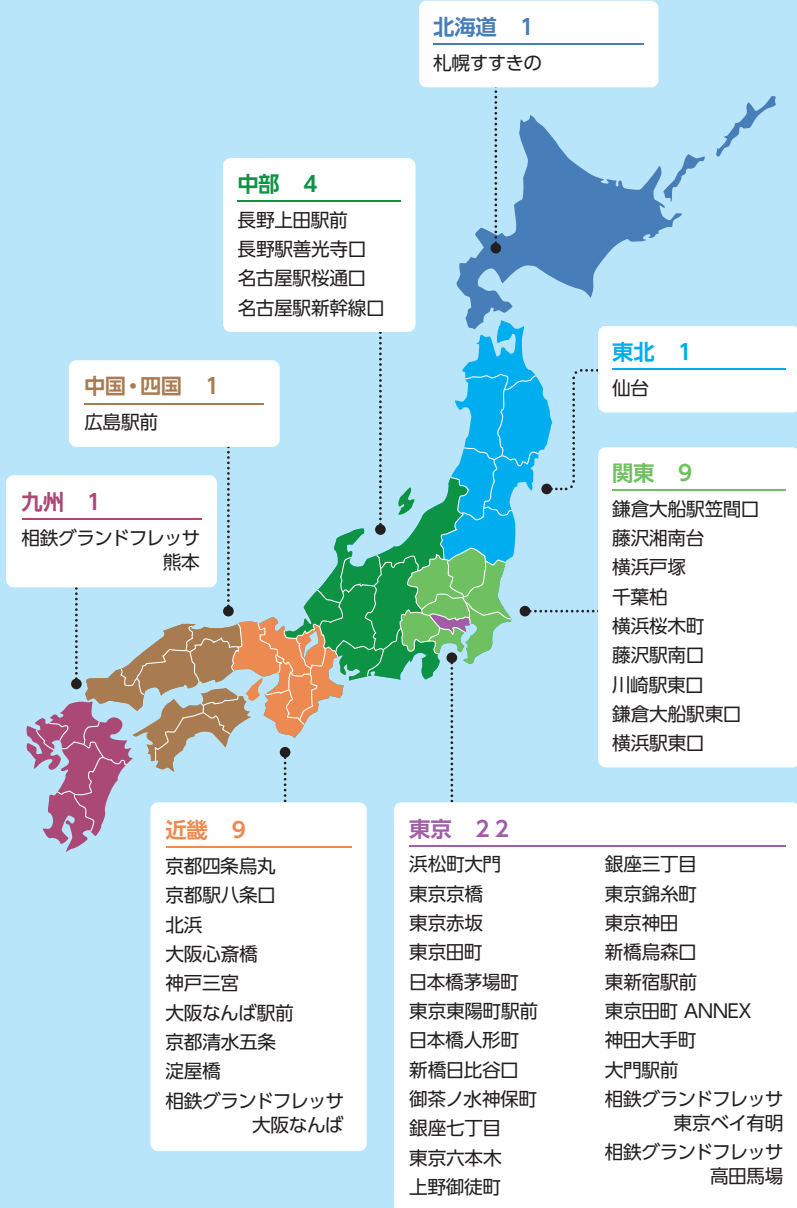 北海道 1
札幌すすきの
中部 4
長野上田駅前
長野駅善光寺口
名古屋駅桜通口
名古屋駅新幹線口
東北 1
仙台
中国・四国 1
広島駅前
関東 9
鎌倉大船駅笠間口
藤沢湘南台
横浜戸塚
千葉柏
横浜桜木町
藤沢駅南口
川崎駅東口
鎌倉大船駅東口
横浜駅東口
九州 1
相鉄グランドフレッサ
熊本
近畿 9
京都四条烏丸
京都駅八条口
北浜
大阪心斎橋
神戸三宮
大阪なんば駅前
京都清水五条
淀屋橋
相鉄グランドフレッサ
大阪なんば
東京 22
浜松町大門
東京京橋
東京赤坂
東京田町
日本橋茅場町
東京東陽町駅前
日本橋人形町
新橋日比谷口
御茶ノ水神保町
銀座七丁目
東京六本木
上野御徒町
銀座三丁目
東京錦糸町
東京神田
新橋烏森口
東新宿駅前
東京田町 ANNEX
神田大手町
大門駅前
相鉄グランドフレッサ
東京ベイ有明
相鉄グランドフレッサ
高田馬場